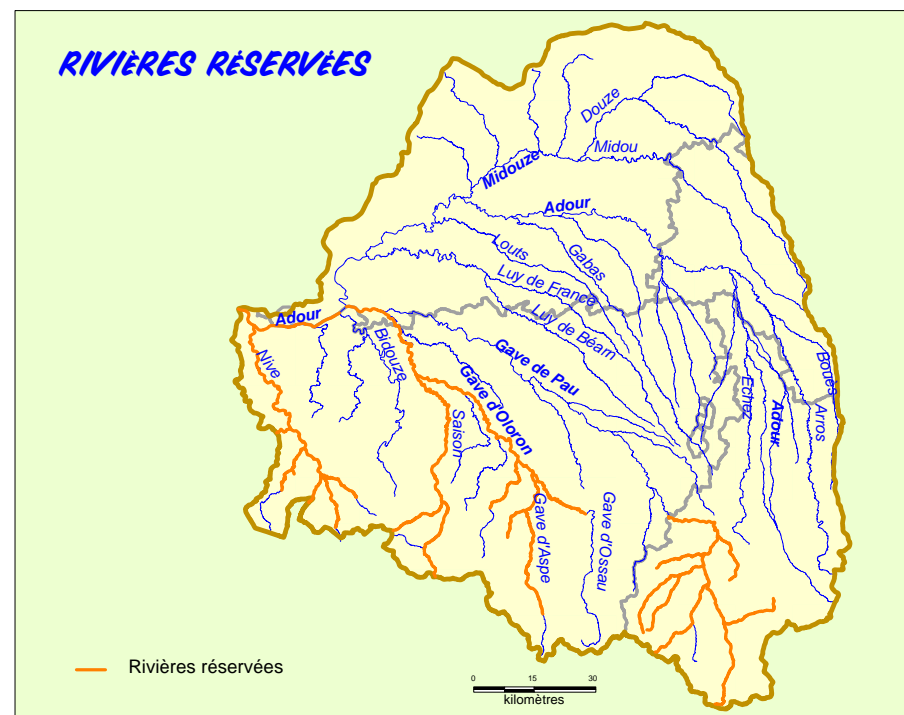 RIVIÈRES RÉSERVÉES
Douze
Midou
Midouze
Adour
Louts
Gabas
Luy de France
Luy de Béarn
Adour
Nive
Bidouze
Gave de Pau
Gave d'Oloron
Saison
Echez
Adour
Bouès
Arros
Gave d'Aspe
Gave d'Ossau
Rivières réservées
0 15 30
kilomètres